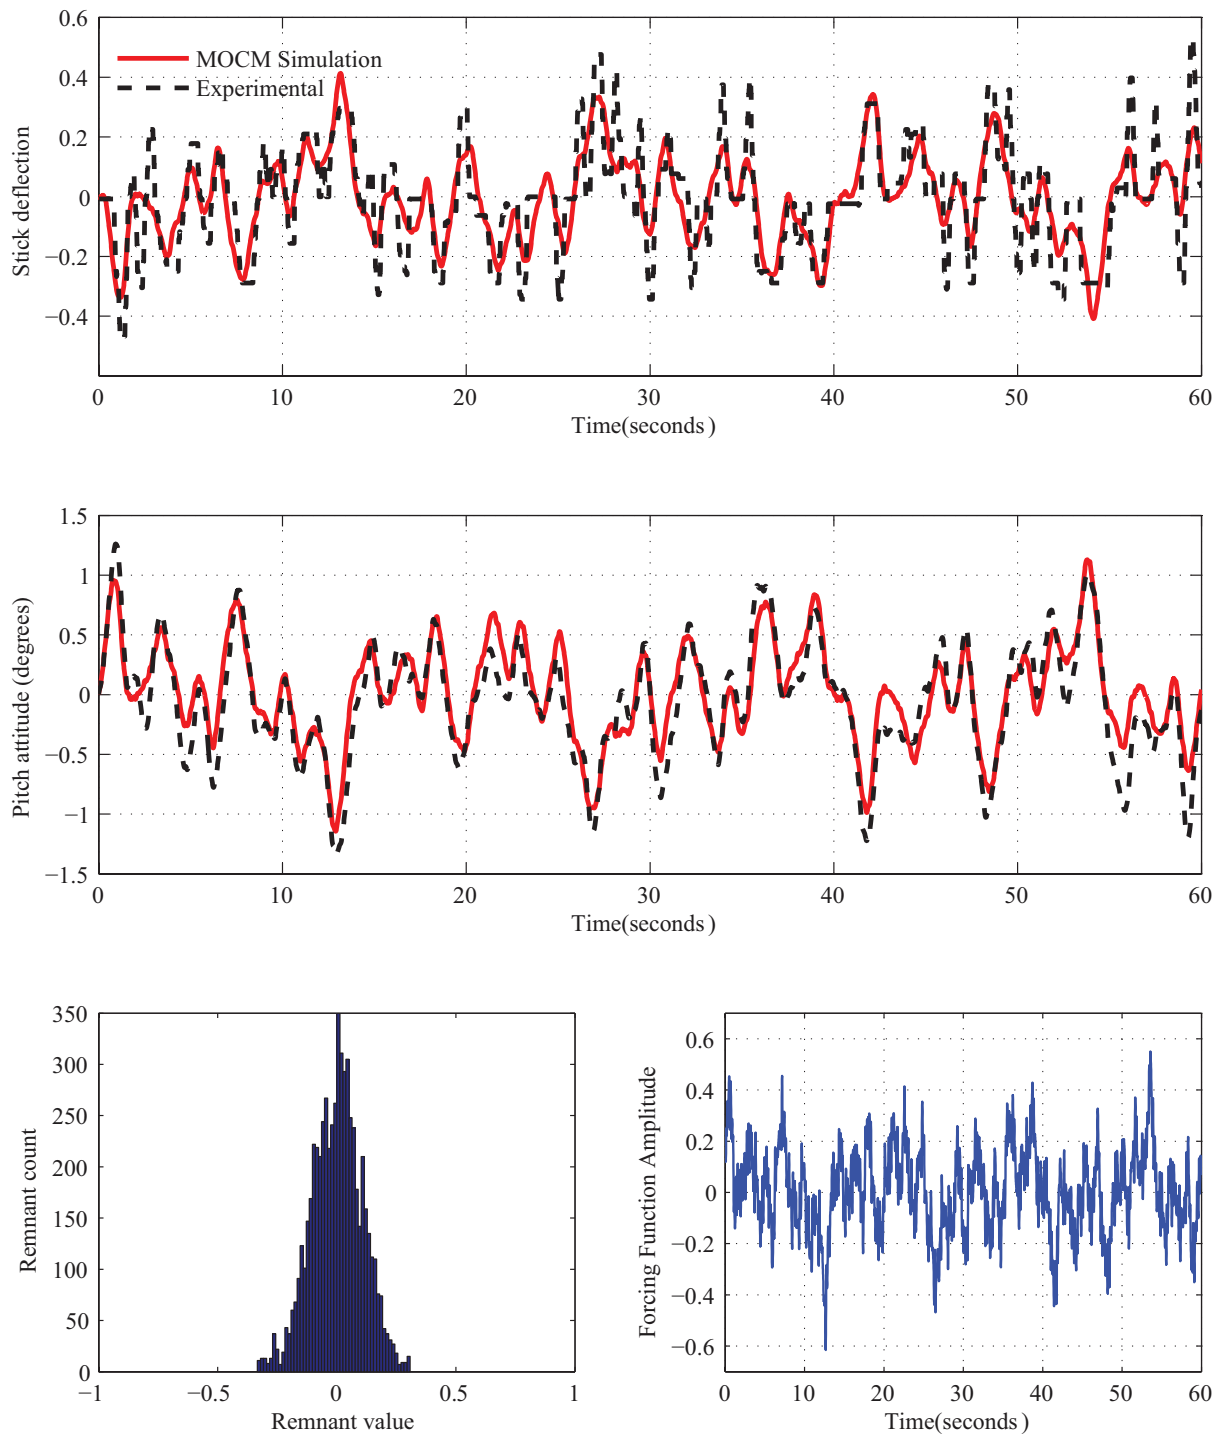 0.6
0.4
0.2
0
−0.2
−0.4
Stick deflection
MOCM Simulation
Experimental
0 10 20 30 40 50 60
Time(seconds)
1.5
1
0.5
0
−0.5
−1
−1.5
Pitch attitude (degrees)
0 10 20 30 40 50 60
Time(seconds)
350
300
250
200
150
100
50
0
Remnant count
−1 −0.5 0 0.5 1
Remnant value
0.6
0.4
0.2
0
−0.2
−0.4
−0.6
Forcing Function Amplitude
0 10 20 30 40 50 60
Time(seconds)